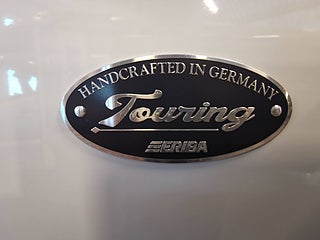 HANDCRAFTED IN GERMANY
Touring
ERIBA